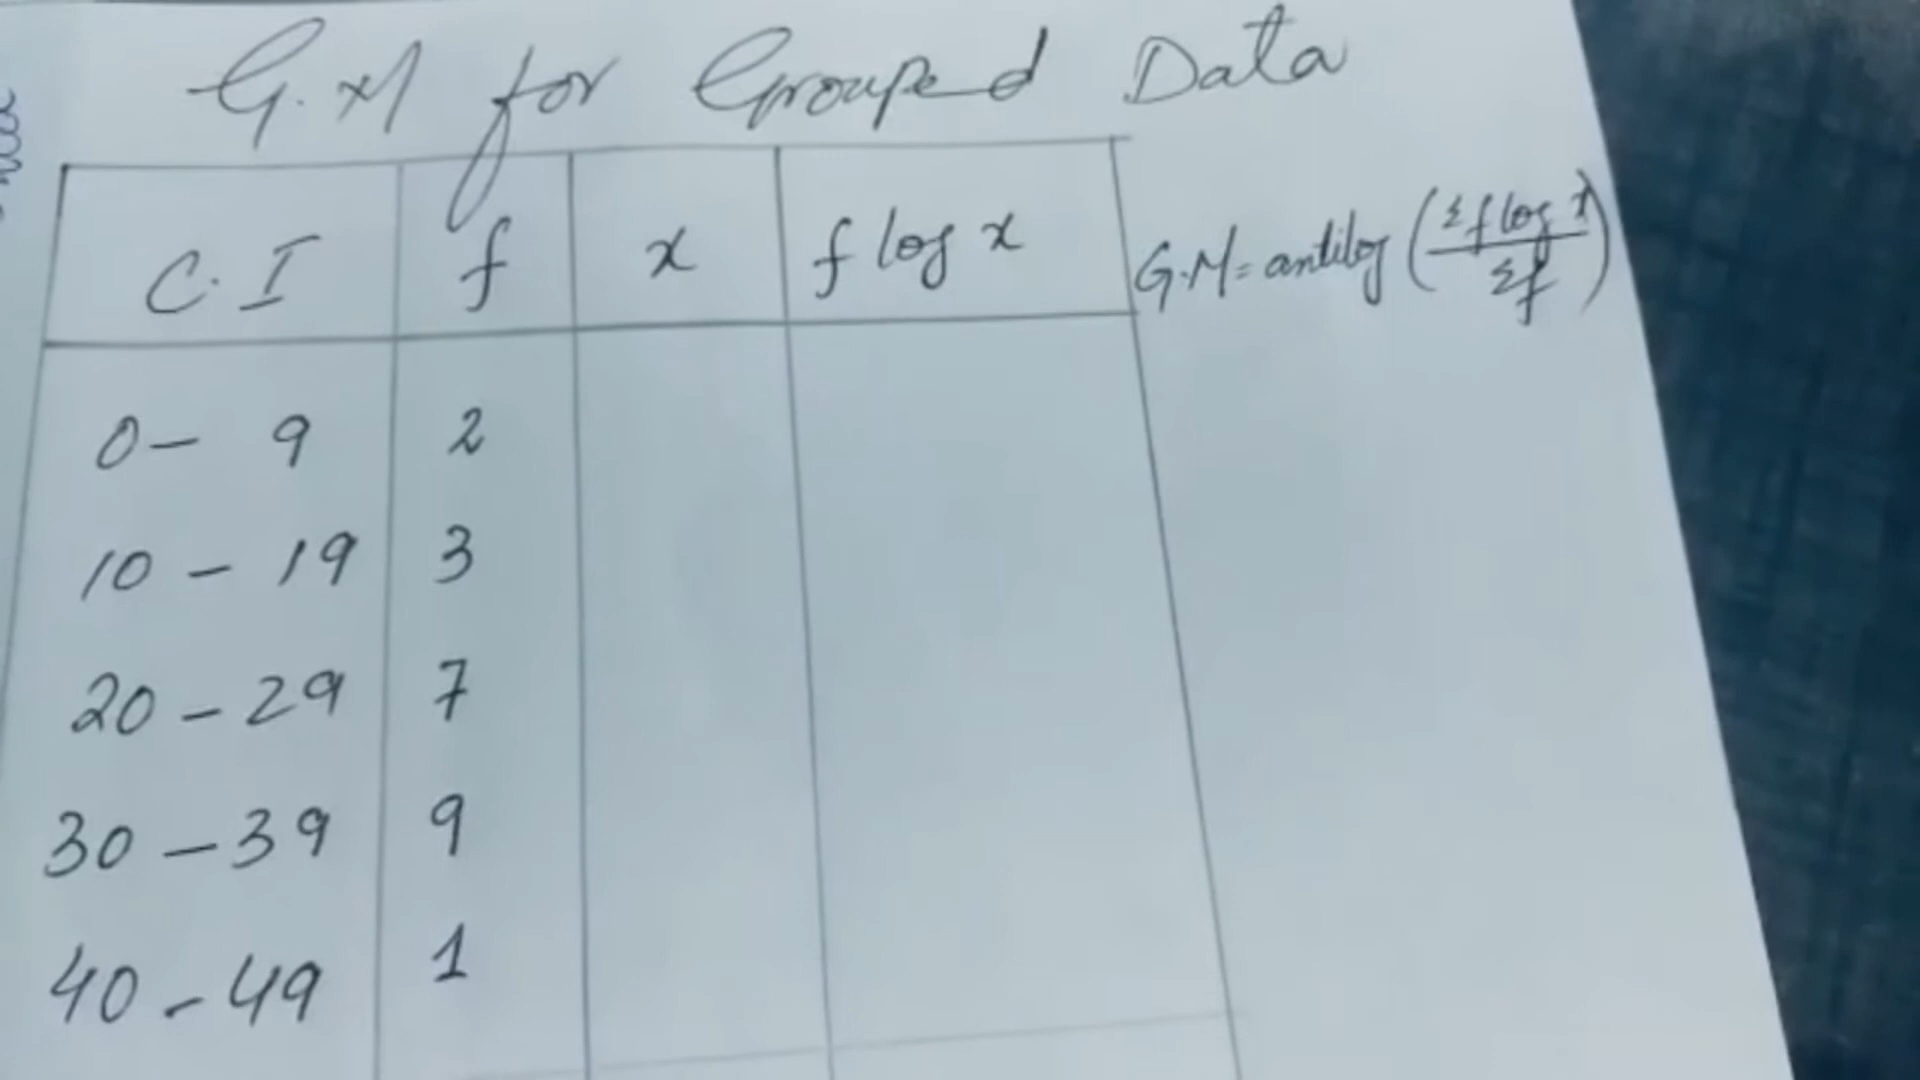 G.M for Grouped Data
C.I f x f log x
G.M = antilog (Σf log x / Σf)
0 - 9 2
10 - 19 3
20 - 29 7
30 - 39 9
40 - 49 1